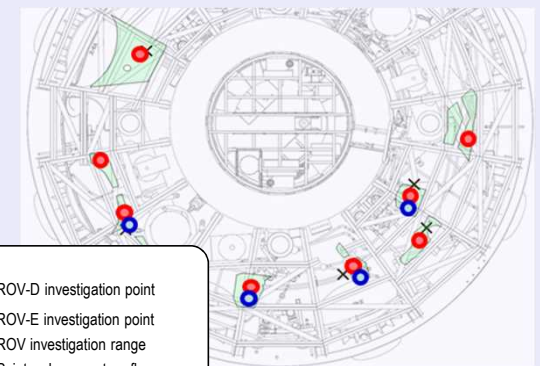 ROV-D investigation point
ROV-E investigation point
ROV investigation range